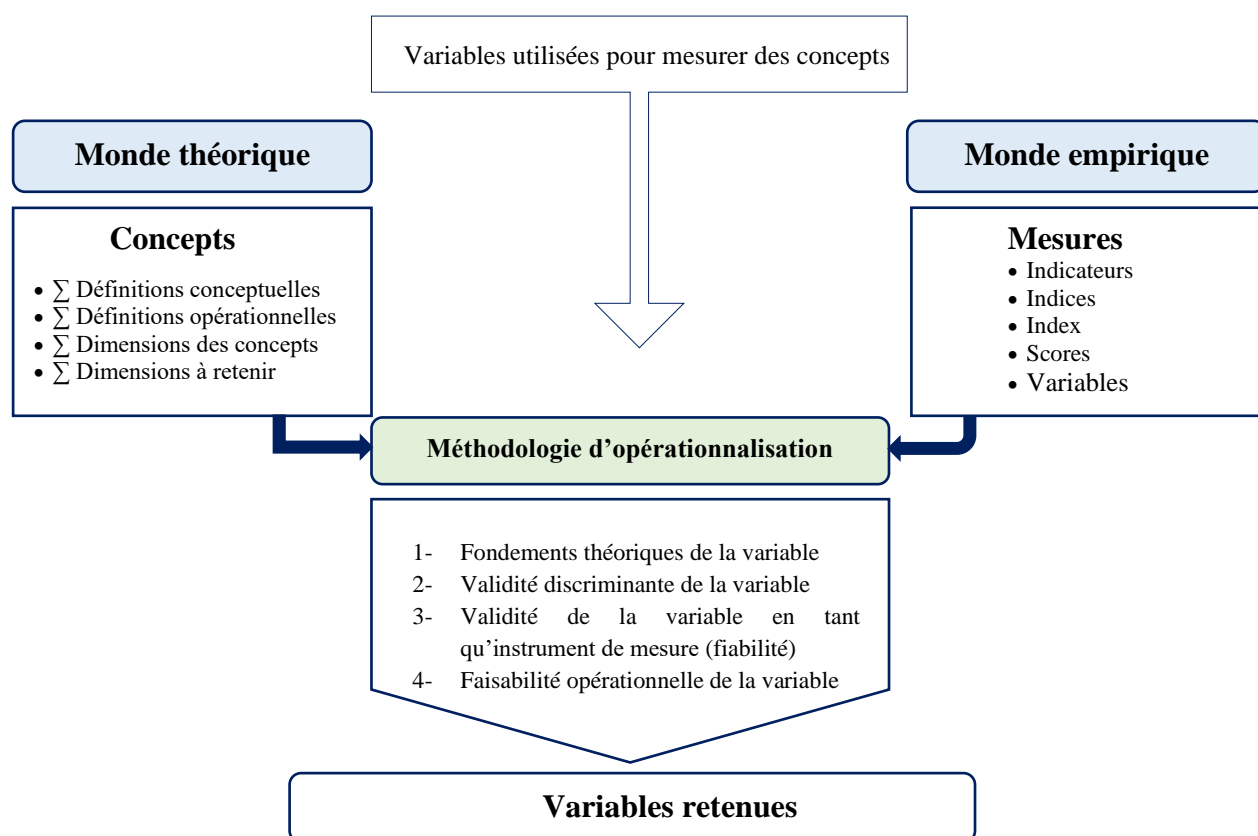 Variables utilisées pour mesurer des concepts
Monde théorique
Monde empirique
Concepts
• ∑ Définitions conceptuelles
• ∑ Définitions opérationnelles
• ∑ Dimensions des concepts
• ∑ Dimensions à retenir
Mesures
• Indicateurs
• Indices
• Index
• Scores
• Variables
Méthodologie d’opérationnalisation
1- Fondements théoriques de la variable
2- Validité discriminante de la variable
3- Validité de la variable en tant
qu’instrument de mesure (fiabilité)
4- Faisabilité opérationnelle de la variable
Variables retenues